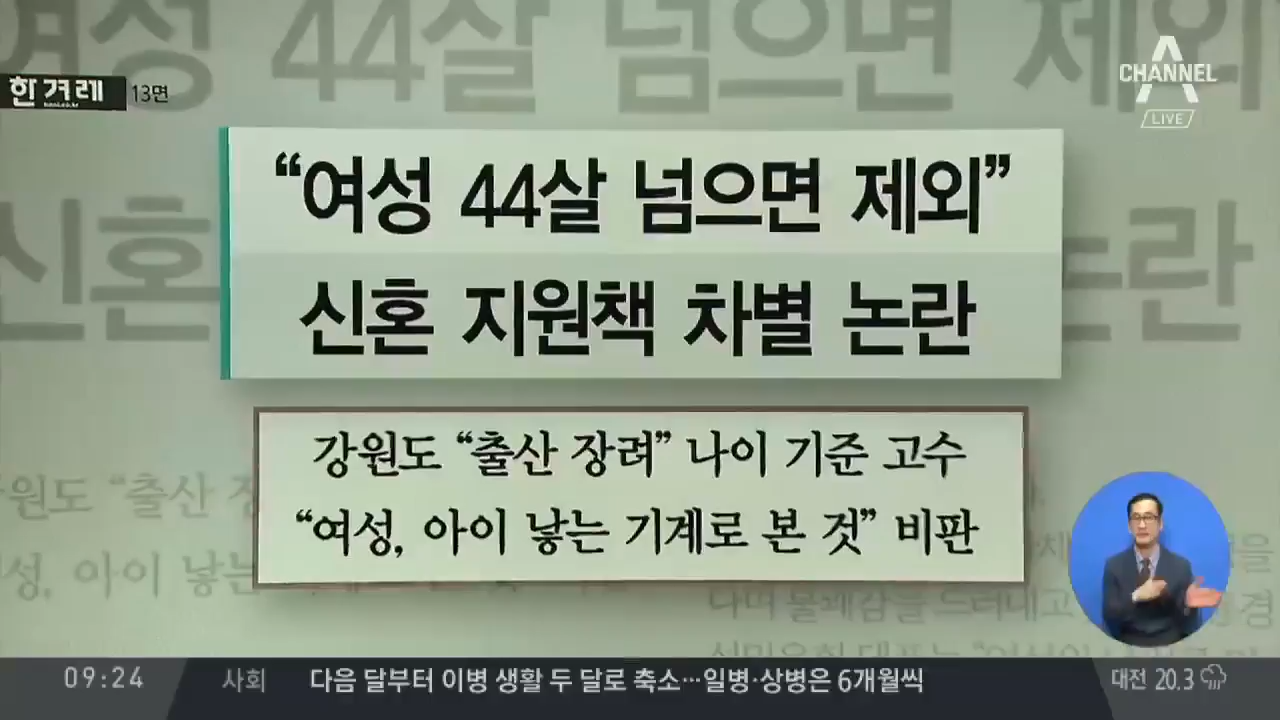 한겨레 13면
CHANNEL A
LIVE
“여성 44살 넘으면 제외”
신혼 지원책 차별 논란
강원도 “출산 장려” 나이 기준 고수
“여성, 아이 낳는 기계로 본 것” 비판
09:24 사회 다음 달부터 이병 생활 두 달로 축소…일병·상병은 6개월씩 대전 20.3